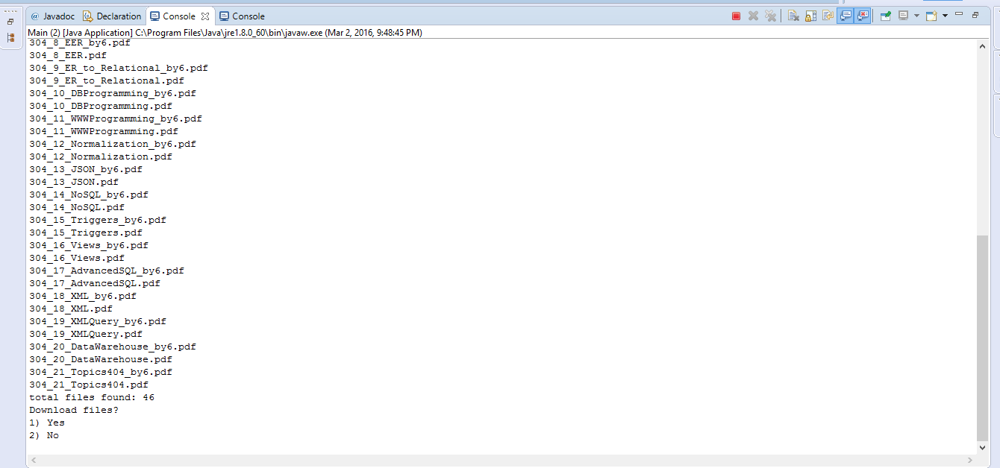 @ Javadoc Declaration Console Console
Main (2) [Java Application] C:\Program Files\Java\jre1.8.0_60\bin\javaw.exe (Mar 2, 2016, 9:48:45 PM)
304_8_EER_by6.pdf
304_8_EER.pdf
304_9_ER_to_Relational_by6.pdf
304_9_ER_to_Relational.pdf
304_10_DBProgramming_by6.pdf
304_10_DBProgramming.pdf
304_11_WWWProgramming_by6.pdf
304_11_WWWProgramming.pdf
304_12_Normalization_by6.pdf
304_12_Normalization.pdf
304_13_JSON_by6.pdf
304_13_JSON.pdf
304_14_NoSQL_by6.pdf
304_14_NoSQL.pdf
304_15_Triggers_by6.pdf
304_15_Triggers.pdf
304_16_Views_by6.pdf
304_16_Views.pdf
304_17_AdvancedSQL_by6.pdf
304_17_AdvancedSQL.pdf
304_18_XML_by6.pdf
304_18_XML.pdf
304_19_XMLQuery_by6.pdf
304_19_XMLQuery.pdf
304_20_DataWarehouse_by6.pdf
304_20_DataWarehouse.pdf
304_21_Topics404_by6.pdf
304_21_Topics404.pdf
total files found: 46
Download files?
1) Yes
2) No